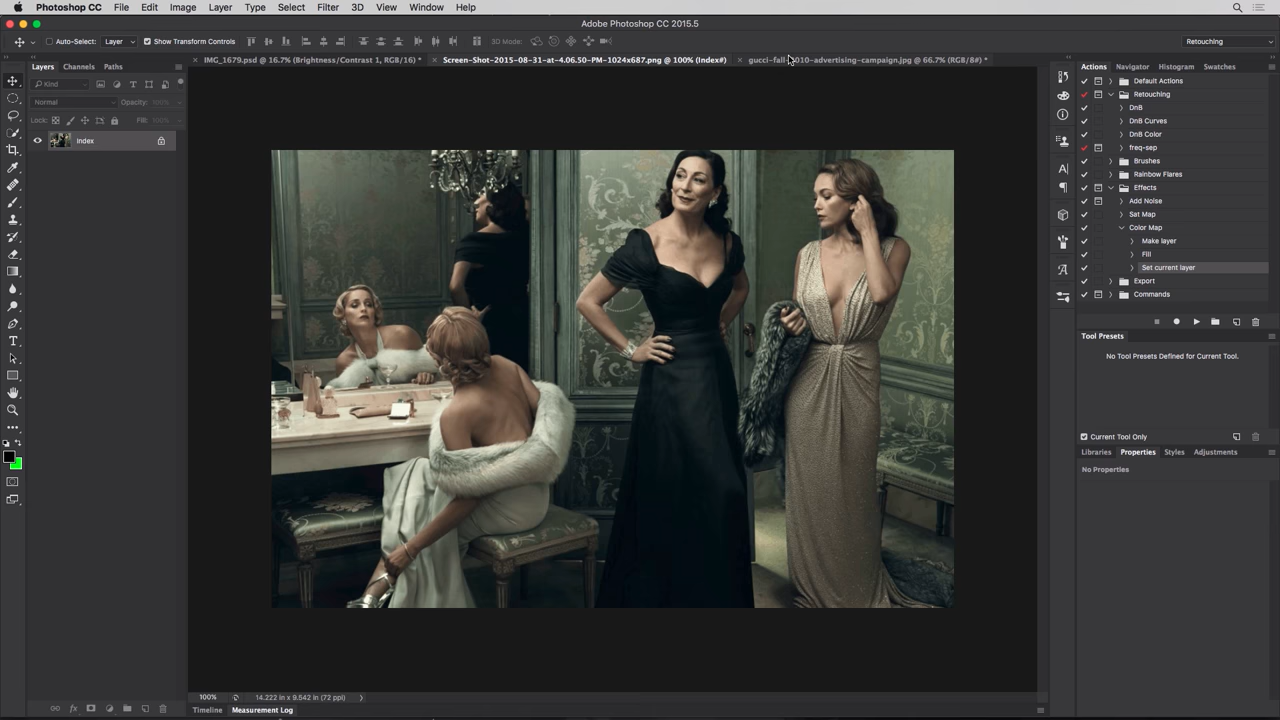 Photoshop CC File Edit Image Layer Type Select Filter 3D View Window Help
Adobe Photoshop CC 2015.5
Auto-Select: Layer Show Transform Controls 3D Mode: Retouching
Layers Channels Paths
IMG_1679.psd @ 16.7% (Brightness/Contrast 1, RGB/16) *
Screen-Shot-2015-08-31-at-4.06.50-PM-1024x687.png @ 100% (Index#)
gucci-fall-2010-advertising-campaign.jpg @ 66.7% (RGB/8#) *
Actions Navigator Histogram Swatches
Kind
Normal Opacity: 100%
Lock: Fill: 100%
Index
Default Actions
Retouching
DnB
DnB Curves
DnB Color
freq-sep
Brushes
Rainbow Flares
Effects
Add Noise
Sat Map
Color Map
Make layer
Fill
Set current layer
Export
Commands
Tool Presets
No Tool Presets Defined for Current Tool.
Current Tool Only
Libraries Properties Styles Adjustments
No Properties
100% 14.222 in x 9.542 in (72 ppi)
Timeline Measurement Log